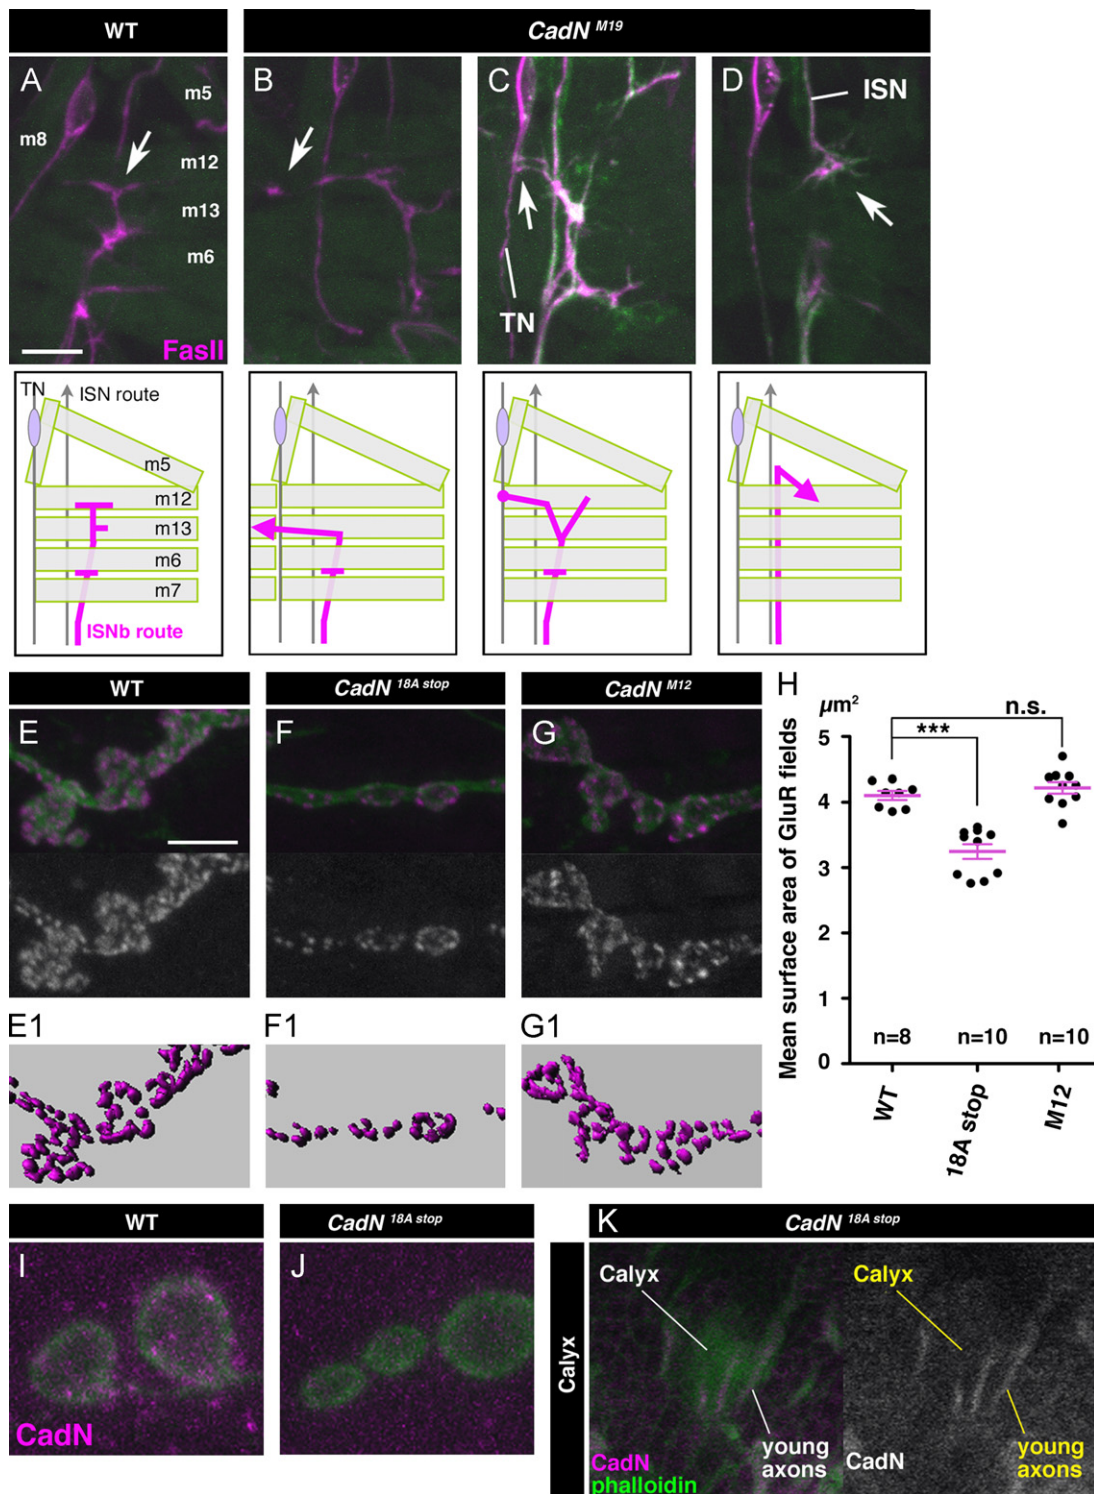 WT
CadN M19
A
B
C
D
m5
m8
m12
m13
m6
FasII
TN
ISN
TN
ISN route
m5
m12
m13
m6
m7
ISNb route
WT
CadN 18A stop
CadN M12
E
F
G
E1
F1
G1
H
μm²
n.s.
***
5
4
3
2
1
0
Mean surface area of GluR fields
n=8
n=10
n=10
WT
18A stop
M12
WT
CadN 18A stop
I
J
CadN
K
CadN 18A stop
Calyx
Calyx
Calyx
young
axons
CadN
phalloidin
young
axons
CadN